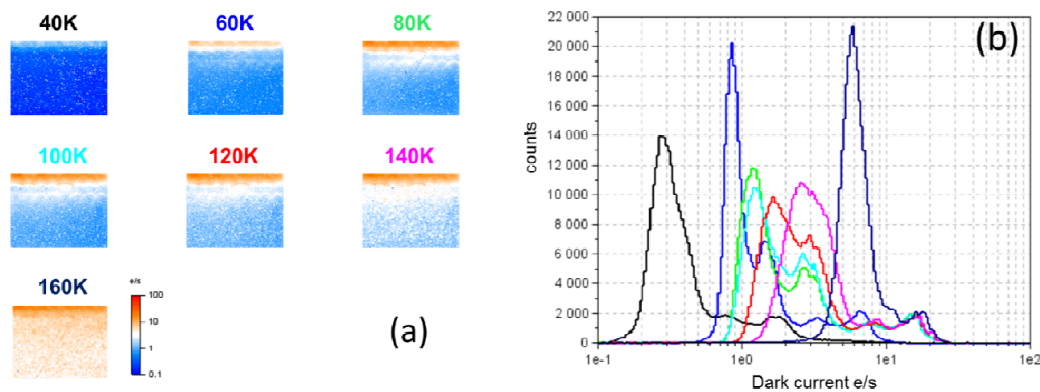 40K 60K 80K
100K 120K 140K
160K
e/s
100
10
1
0.1
(a)
(b)
22 000
20 000
18 000
16 000
14 000
12 000
10 000
8 000
6 000
4 000
2 000
0
counts
1e-1 1e0 1e1 1e2
Dark current e/s